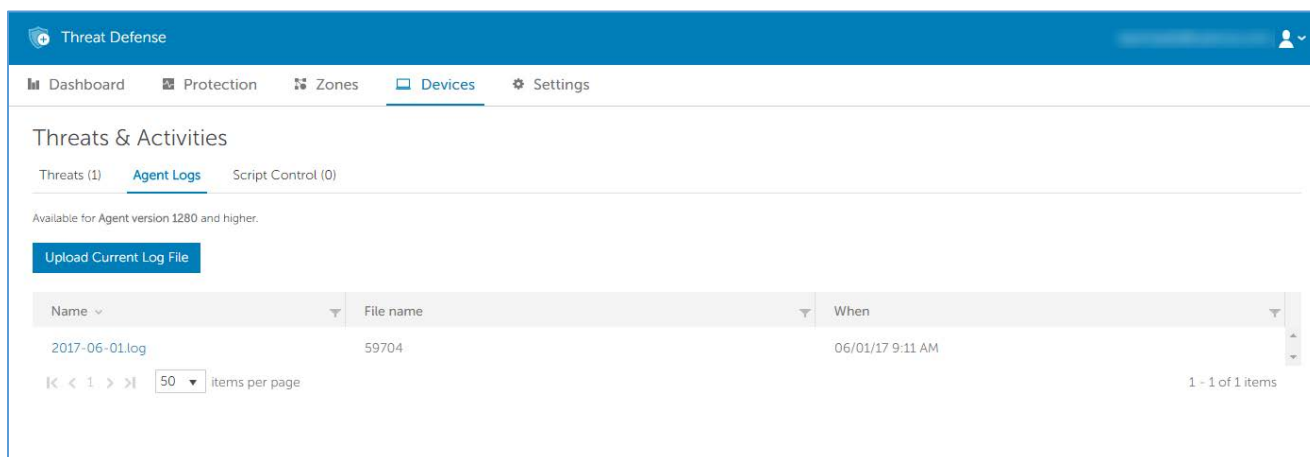 Threat Defense
Dashboard Protection Zones Devices Settings
Threats & Activities
Threats (1) Agent Logs Script Control (0)
Available for Agent version 1280 and higher.
Upload Current Log File
Name File name When
2017-06-01.log 59704 06/01/17 9:11 AM
1 50 items per page 1 - 1 of 1 items